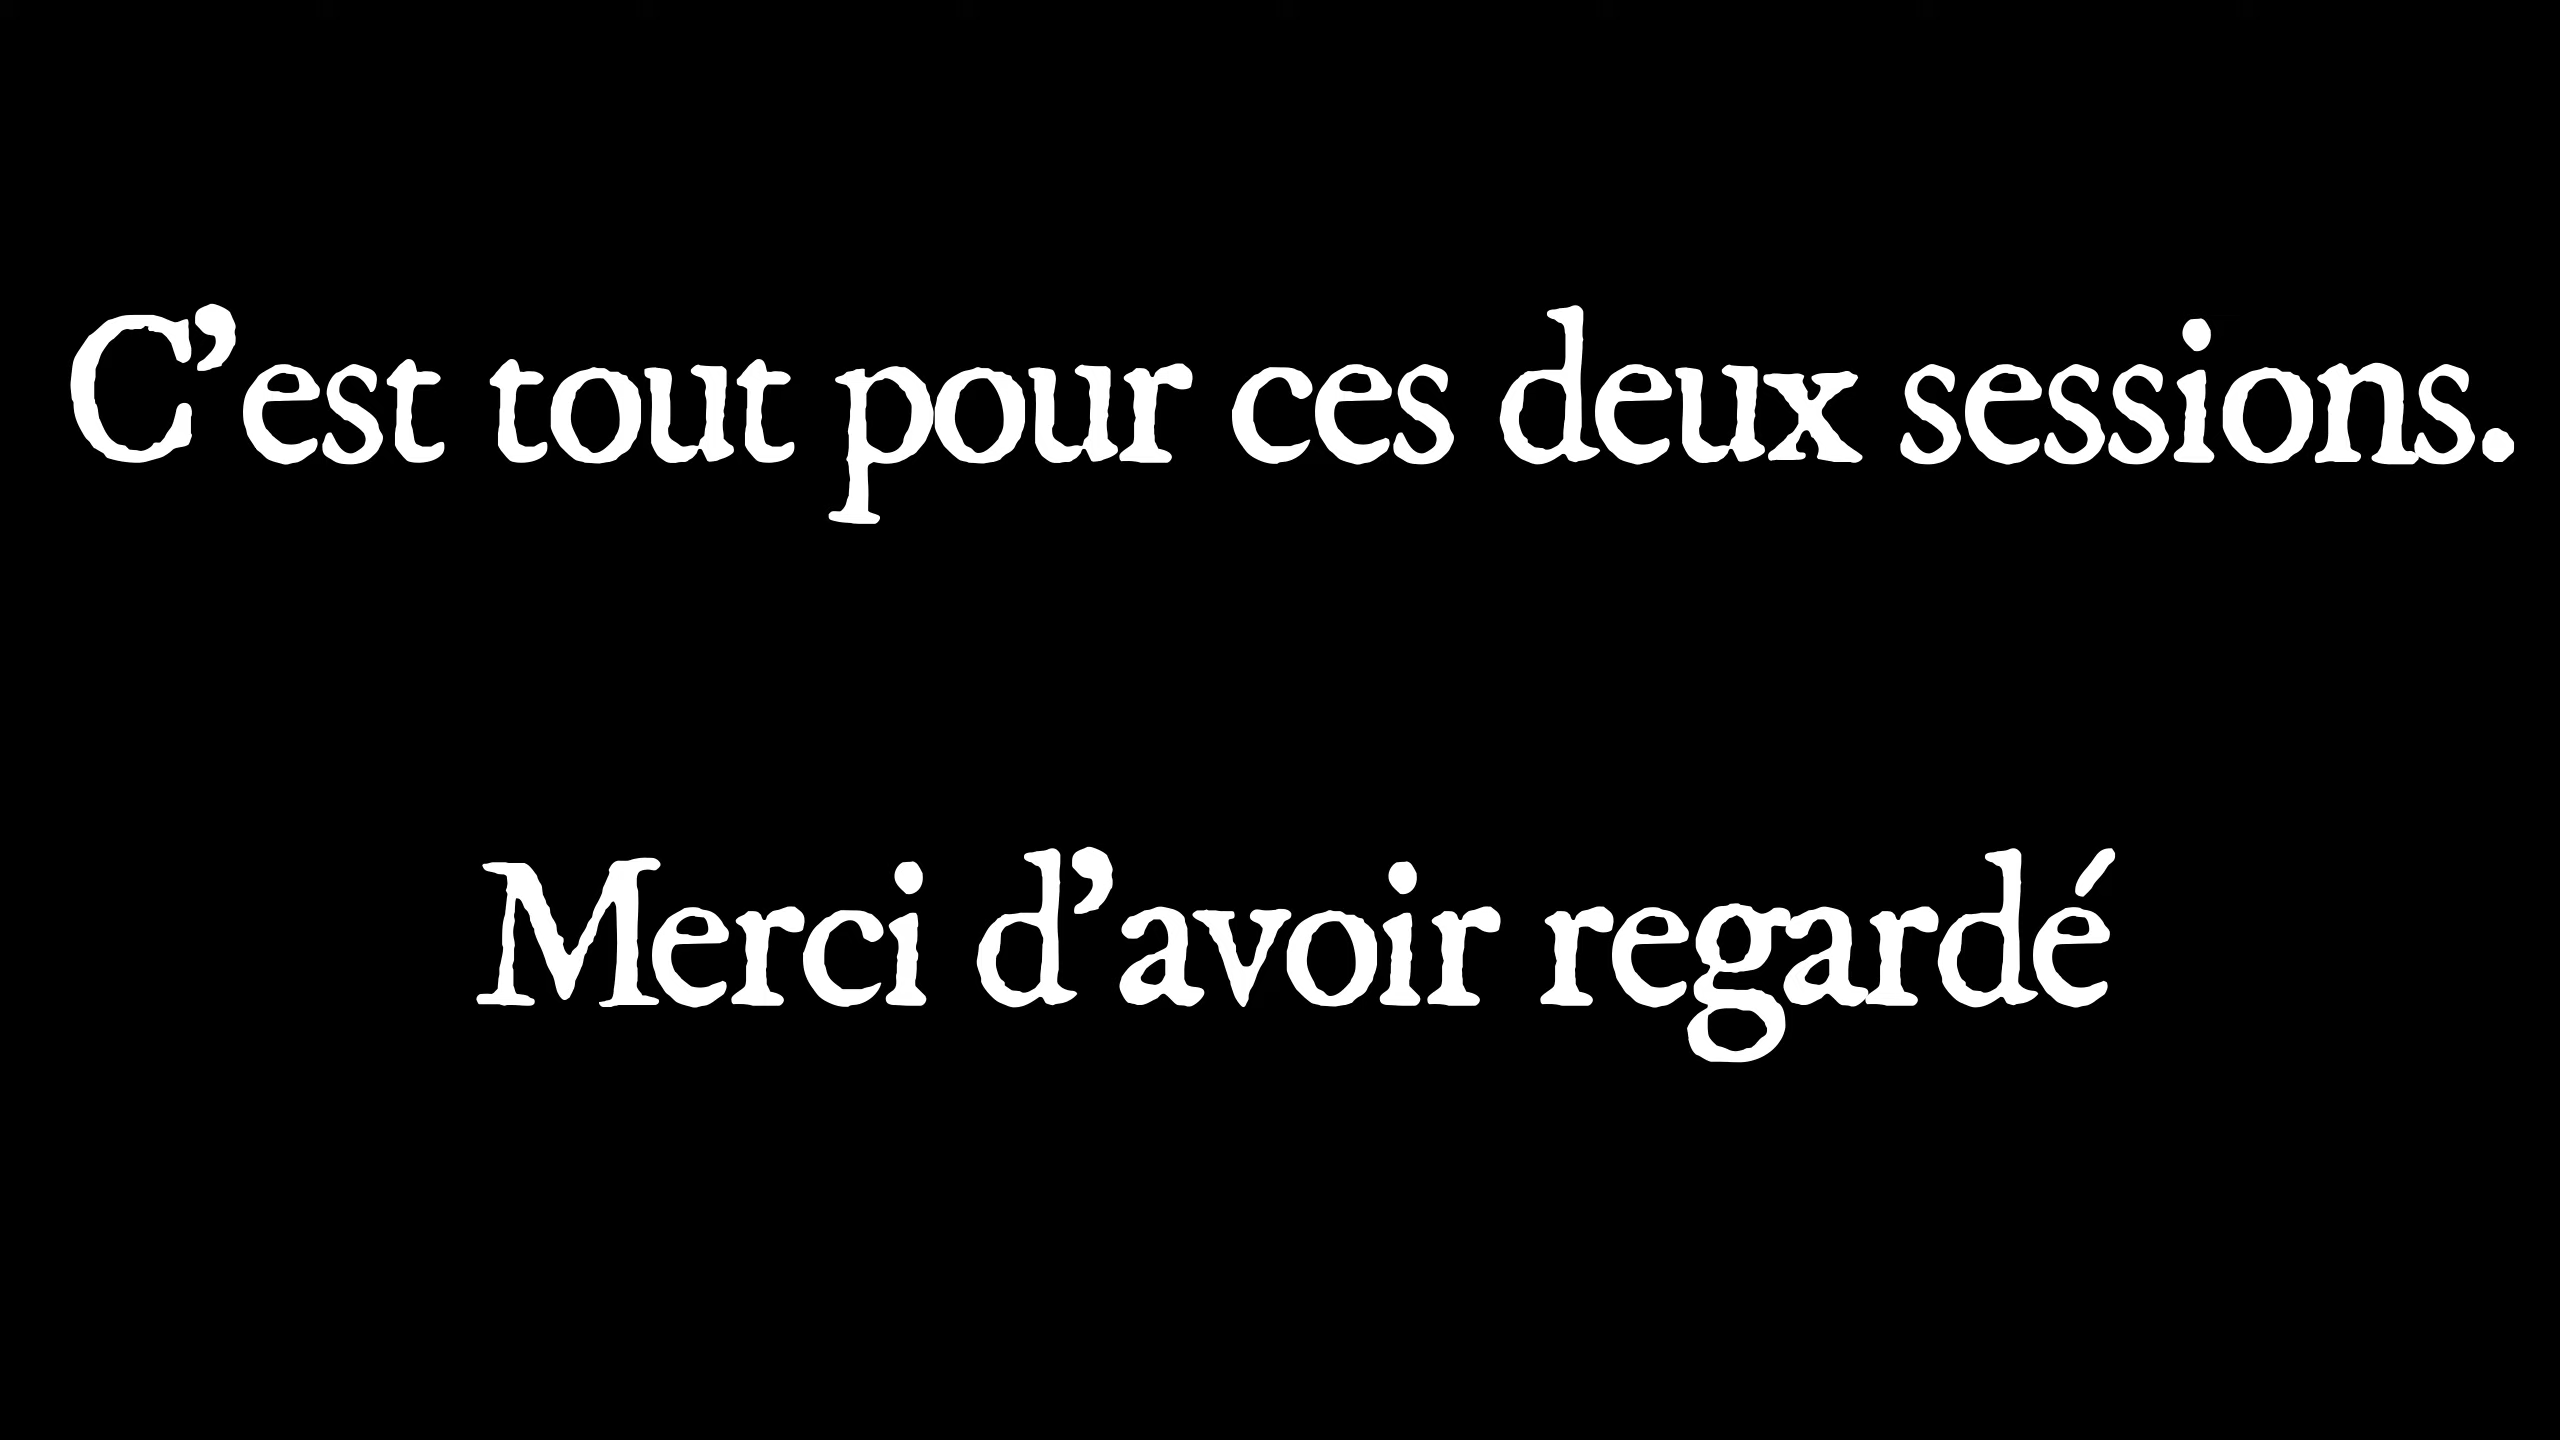 C’est tout pour ces deux sessions.
Merci d’avoir regardé